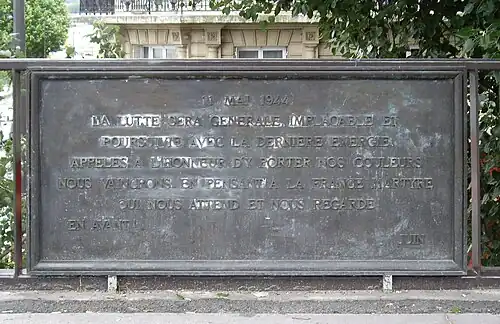 11 MAI 1944
LA LUTTE SERA GENERALE, IMPLACABLE ET
POURSUIVIE AVEC LA DERNIERE ENERGIE.
APPELES A L'HONNEUR D'Y PORTER NOS COULEURS
NOUS VAINCRONS, EN PENSANT A LA FRANCE MARTYRE
QUI NOUS ATTEND ET NOUS REGARDE
EN AVANT!
JUIN